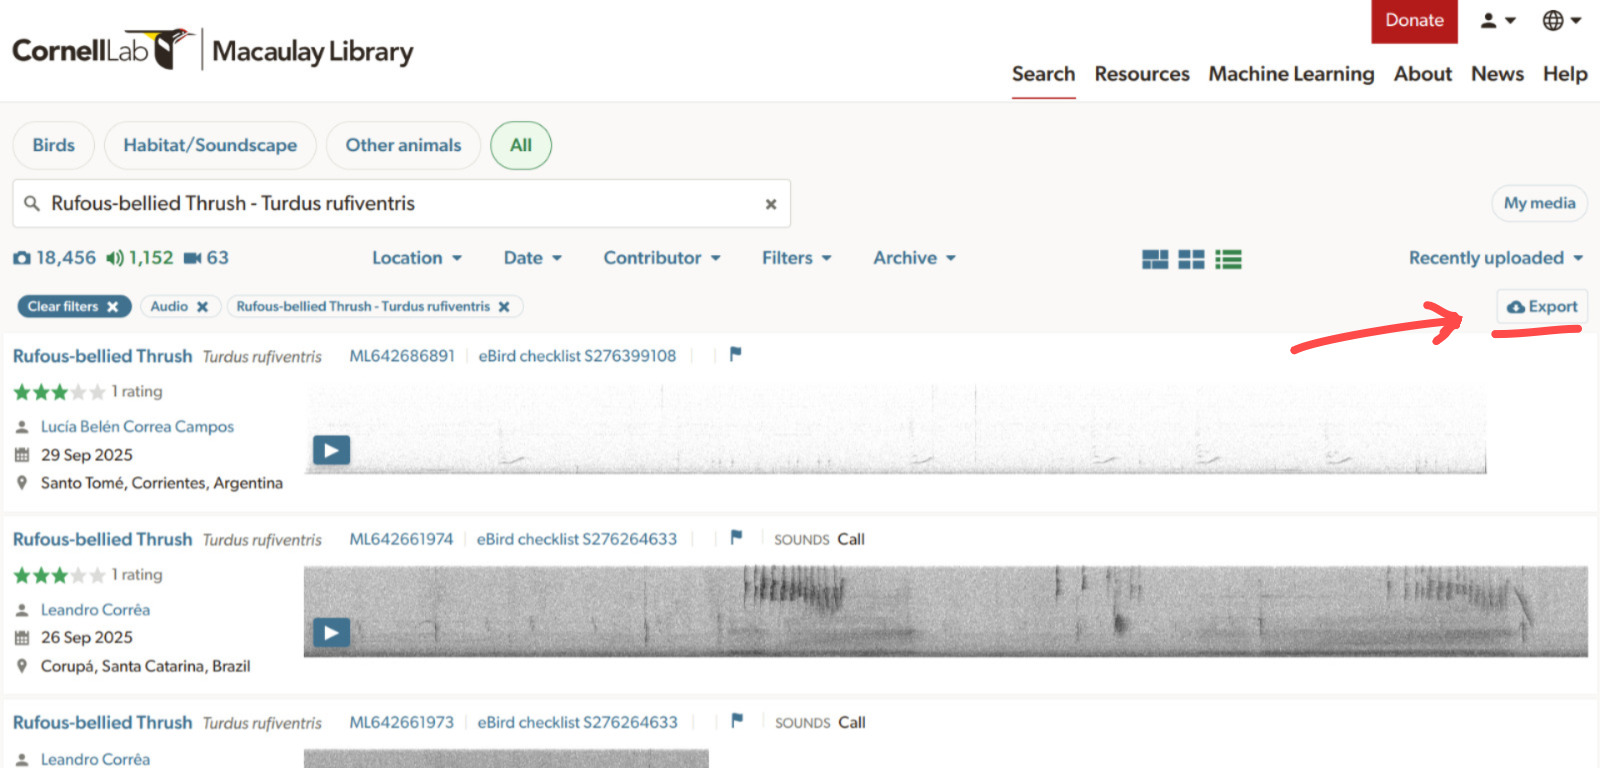 Donate
CornellLab Macaulay Library
Search Resources Machine Learning About News Help
Birds Habitat/Soundscape Other animals All
Rufous-bellied Thrush - Turdus rufiventris
My media
18,456 1,152 63 Location Date Contributor Filters Archive Recently uploaded
Clear filters Audio Rufous-bellied Thrush - Turdus rufiventris Export
Rufous-bellied Thrush Turdus rufiventris ML642686891 eBird checklist S276399108
1 rating
Lucía Belén Correa Campos
29 Sep 2025
Santo Tomé, Corrientes, Argentina
Rufous-bellied Thrush Turdus rufiventris ML642661974 eBird checklist S276264633 SOUNDS Call
1 rating
Leandro Corrêa
26 Sep 2025
Corupá, Santa Catarina, Brazil
Rufous-bellied Thrush Turdus rufiventris ML642661973 eBird checklist S276264633 SOUNDS Call
Leandro Corrêa